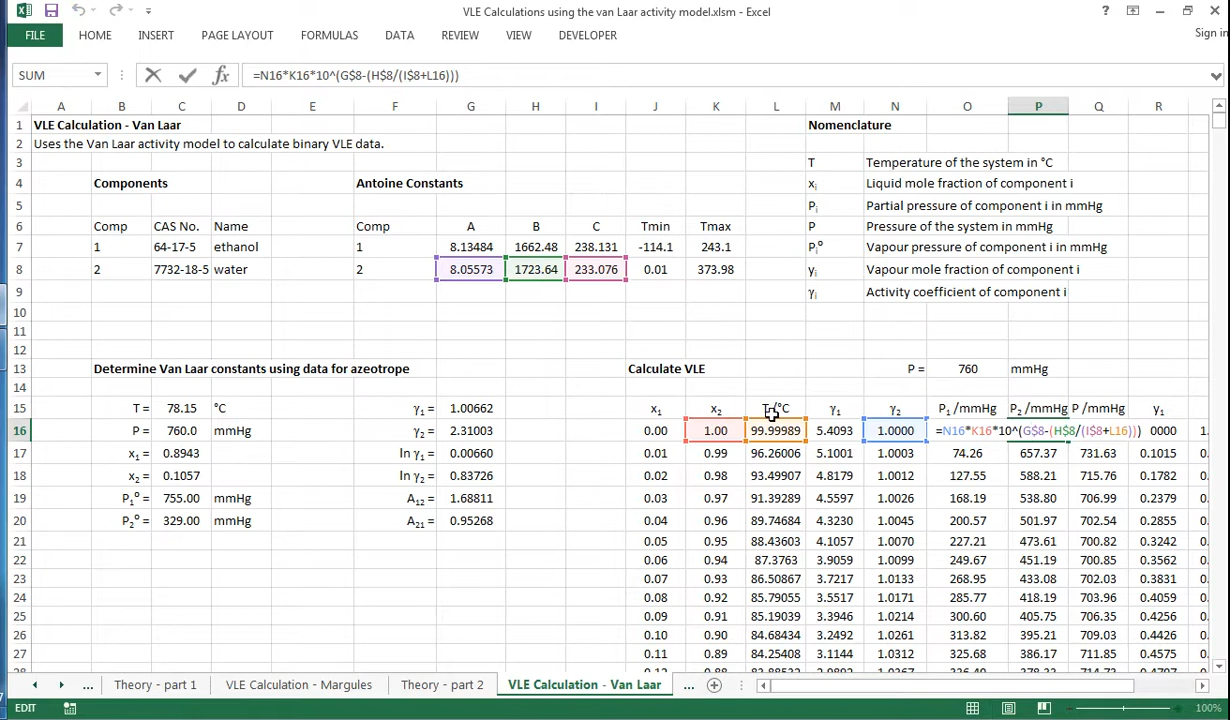 VLE Calculations using the van Laar activity model.xlsm - Excel
Sign in
FILE HOME INSERT PAGE LAYOUT FORMULAS DATA REVIEW VIEW DEVELOPER
SUM =N16*K16*10^(G$8-(H$8/(I$8+L16)))
A B C D E F G H I J K L M N O P Q R
1 VLE Calculation - Van Laar Nomenclature
2 Uses the Van Laar activity model to calculate binary VLE data.
3 T Temperature of the system in °C
4 Components Antoine Constants xi Liquid mole fraction of component i
5 Pi Partial pressure of component i in mmHg
6 Comp CAS No. Name Comp A B C Tmin Tmax P Pressure of the system in mmHg
7 1 64-17-5 ethanol 1 8.13484 1662.48 238.131 -114.1 243.1 Pi° Vapour pressure of component i in mmHg
8 2 7732-18-5 water 2 8.05573 1723.64 233.076 0.01 373.98 yi Vapour mole fraction of component i
9 γi Activity coefficient of component i
10
11
12
13 Determine Van Laar constants using data for azeotrope Calculate VLE P = 760 mmHg
14
15 T = 78.15 °C γ1 = 1.00662 x1 x2 T /°C γ1 γ2 P1 /mmHg P2 /mmHg P /mmHg y1
16 P = 760.0 mmHg γ2 = 2.31003 0.00 1.00 99.99989 5.4093 1.0000 =N16*K16*10^(G$8-(H$8/(I$8+L16))) 0000 1.
17 x1 = 0.8943 ln γ1 = 0.00660 0.01 0.99 96.26006 5.1001 1.0003 74.26 657.37 731.63 0.1015 0.
18 x2 = 0.1057 ln γ2 = 0.83726 0.02 0.98 93.49907 4.8179 1.0012 127.55 588.21 715.76 0.1782 0.
19 P1° = 755.00 mmHg A12 = 1.68811 0.03 0.97 91.39289 4.5597 1.0026 168.19 538.80 706.99 0.2379 0.
20 P2° = 329.00 mmHg A21 = 0.95268 0.04 0.96 89.74684 4.3230 1.0045 200.57 501.97 702.54 0.2855 0.
21 0.05 0.95 88.43603 4.1057 1.0070 227.21 473.61 700.82 0.3242 0.
22 0.06 0.94 87.3763 3.9059 1.0099 249.67 451.19 700.85 0.3562 0.
23 0.07 0.93 86.50867 3.7217 1.0133 268.95 433.08 702.03 0.3831 0.
24 0.08 0.92 85.79055 3.5517 1.0171 285.77 418.19 703.96 0.4059 0.
25 0.09 0.91 85.19039 3.3946 1.0214 300.60 405.75 706.35 0.4256 0.
26 0.10 0.90 84.68434 3.2492 1.0261 313.82 395.21 709.03 0.4426 0.
27 0.11 0.89 84.25408 3.1144 1.0312 325.68 386.17 711.85 0.4575 0.
... Theory - part 1 VLE Calculation - Margules Theory - part 2 VLE Calculation - Van Laar ...
EDIT 100%